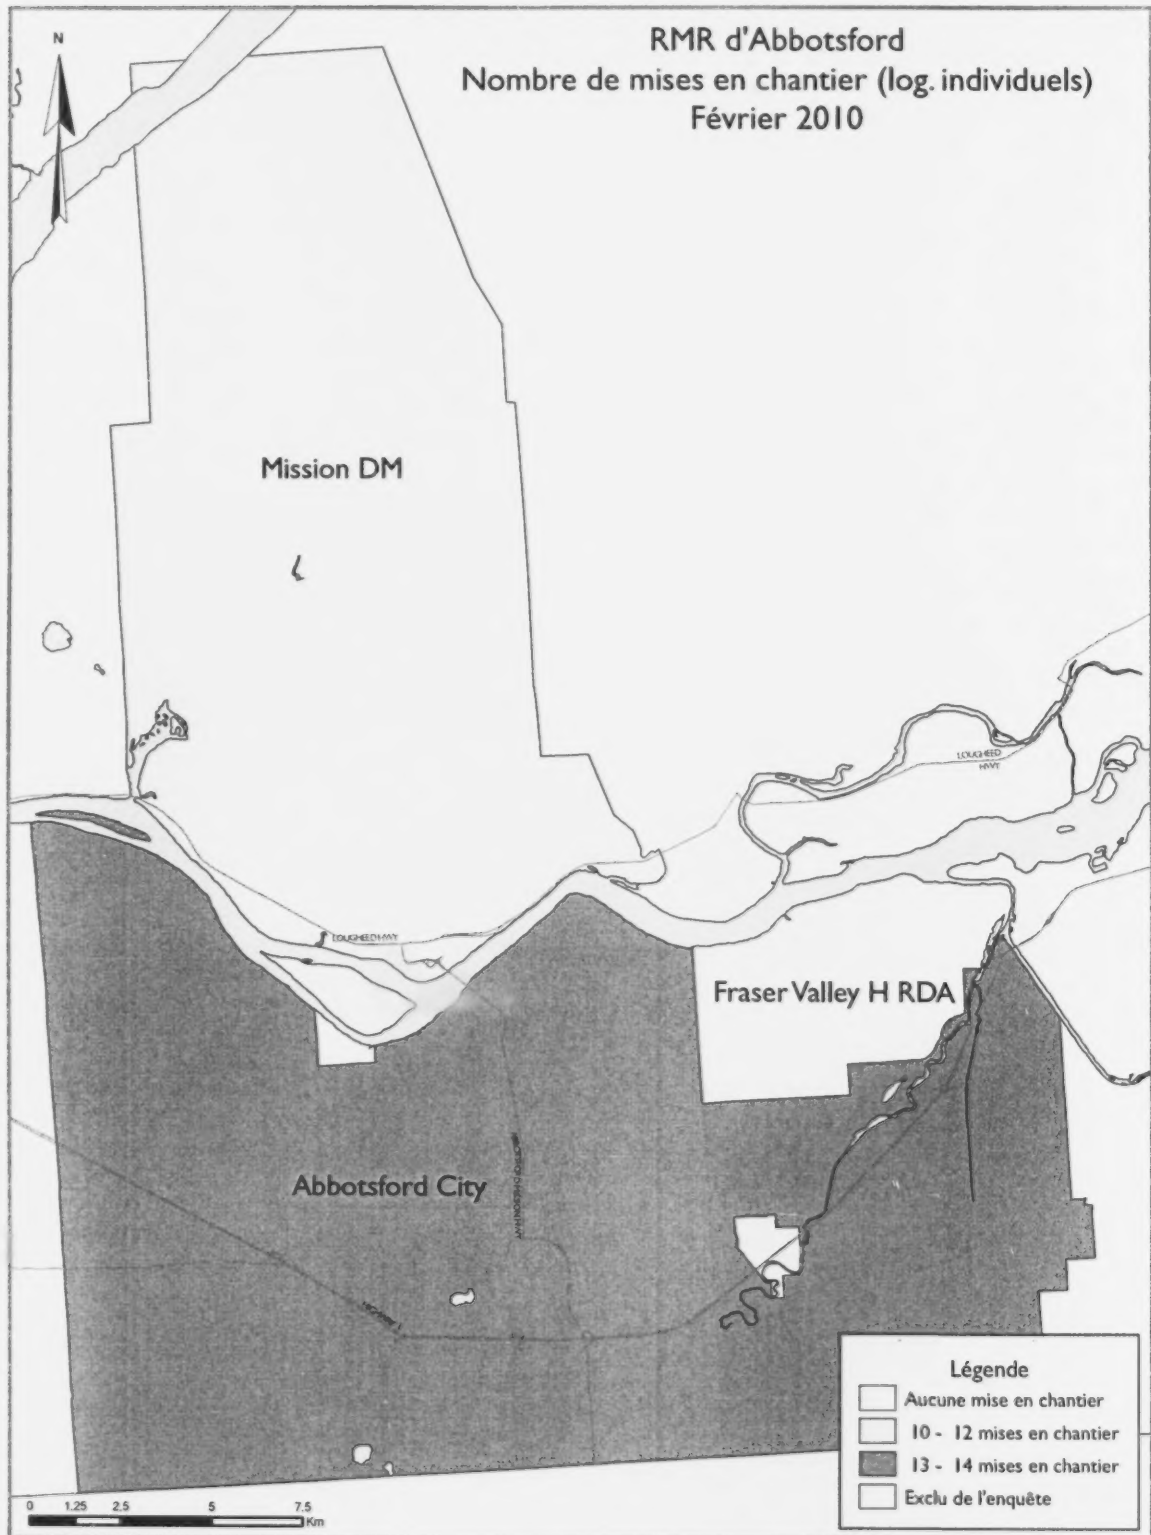 RMR d'Abbotsford
Nombre de mises en chantier (log. individuels)
Février 2010
N
Mission DM
LOUGHEED
HWY
LOUGHEED HWY
Fraser Valley H RDA
Abbotsford City
HIGHWAY 1
Légende
Aucune mise en chantier
10 - 12 mises en chantier
13 - 14 mises en chantier
Exclu de l'enquête
0 1.25 2.5 5 7.5
Km